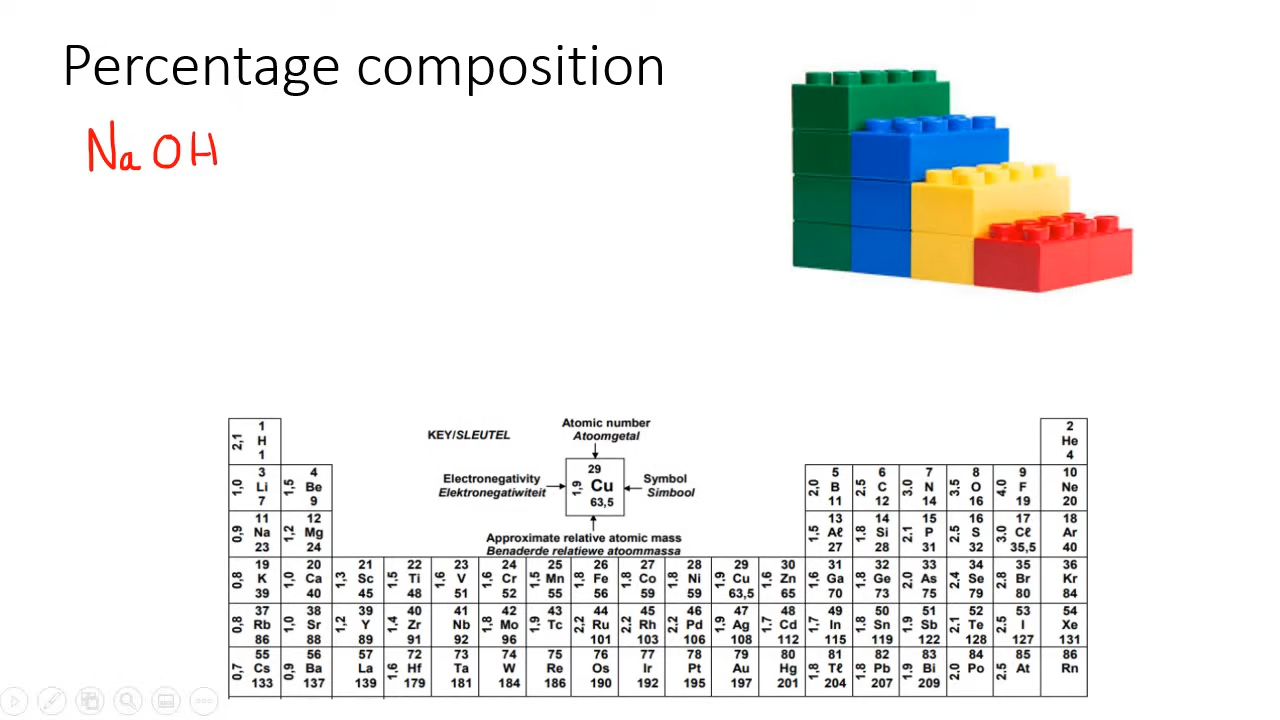 Percentage composition
NaOH
KEY/SLEUTEL
Atomic number
Atoomgetal
Electronegativity
Elektronegatiwiteit
29
1,9 Cu
63,5
Symbol
Simbool
Approximate relative atomic mass
Benaderde relatiewe atoommassa
1 2
2,1 H He
1 4
3 4 5 6 7 8 9 10
1,0 Li 1,5 Be 2,0 B 2,5 C 3,0 N 3,5 O 4,0 F Ne
7 9 11 12 14 16 19 20
11 12 13 14 15 16 17 18
0,9 Na 1,2 Mg 1,5 Aℓ 1,8 Si 2,1 P 2,5 S 3,0 Cℓ Ar
23 24 27 28 31 32 35,5 40
19 20 21 22 23 24 25 26 27 28 29 30 31 32 33 34 35 36
0,8 K 1,0 Ca 1,3 Sc 1,5 Ti 1,6 V 1,6 Cr 1,5 Mn 1,8 Fe 1,8 Co 1,8 Ni 1,9 Cu 1,6 Zn 1,6 Ga 1,8 Ge 2,0 As 2,4 Se 2,8 Br Kr
39 40 45 48 51 52 55 56 59 59 63,5 65 70 73 75 79 80 84
37 38 39 40 41 42 43 44 45 46 47 48 49 50 51 52 53 54
0,8 Rb 1,0 Sr 1,2 Y 1,4 Zr Nb 1,8 Mo 1,9 Tc 2,2 Ru 2,2 Rh 2,2 Pd 1,9 Ag 1,7 Cd 1,7 In 1,8 Sn 1,9 Sb 2,1 Te 2,5 I Xe
86 88 89 91 92 96 101 103 106 108 112 115 119 122 128 127 131
55 56 57 72 73 74 75 76 77 78 79 80 81 82 83 84 85 86
0,7 Cs 0,9 Ba La 1,6 Hf Ta W Re Os Ir Pt Au Hg 1,8 Tℓ 1,8 Pb 1,9 Bi 2,0 Po 2,5 At Rn
133 137 139 179 181 184 186 190 192 195 197 201 204 207 209